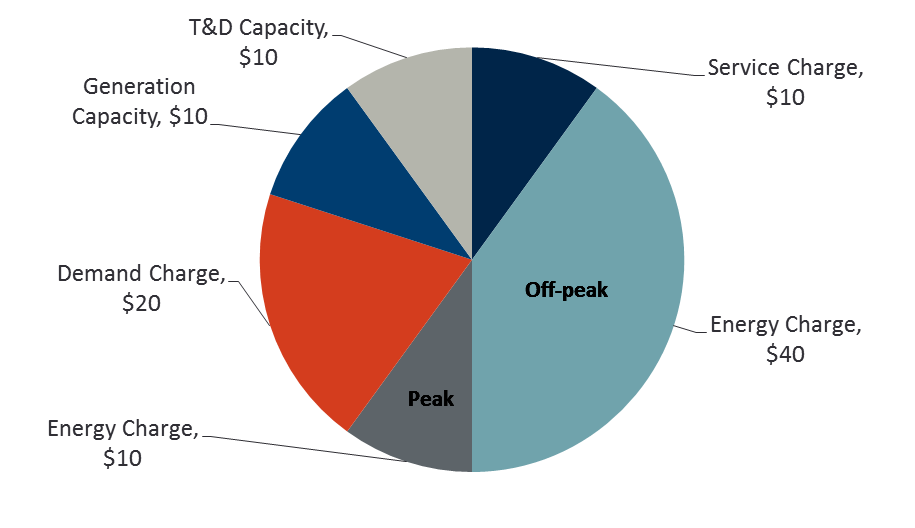 T&D Capacity,
$10
Service Charge,
$10
Generation
Capacity, $10
Demand Charge,
$20
Off-peak
Energy Charge,
$40
Peak
Energy Charge,
$10